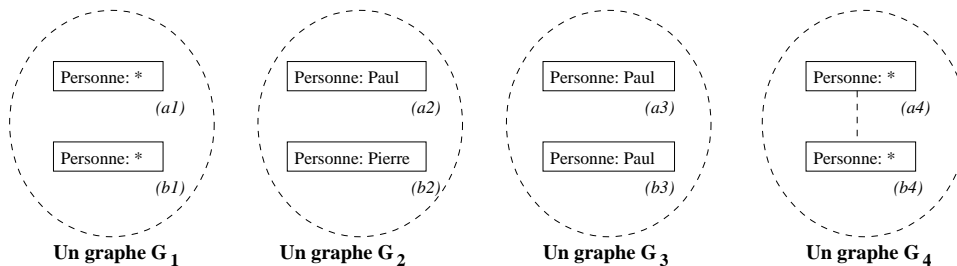 Personne: * Personne: Paul Personne: Paul Personne: *
(a1) (a2) (a3) (a4)
Personne: * Personne: Pierre Personne: Paul Personne: *
(b1) (b2) (b3) (b4)
Un graphe G1 Un graphe G2 Un graphe G3 Un graphe G4